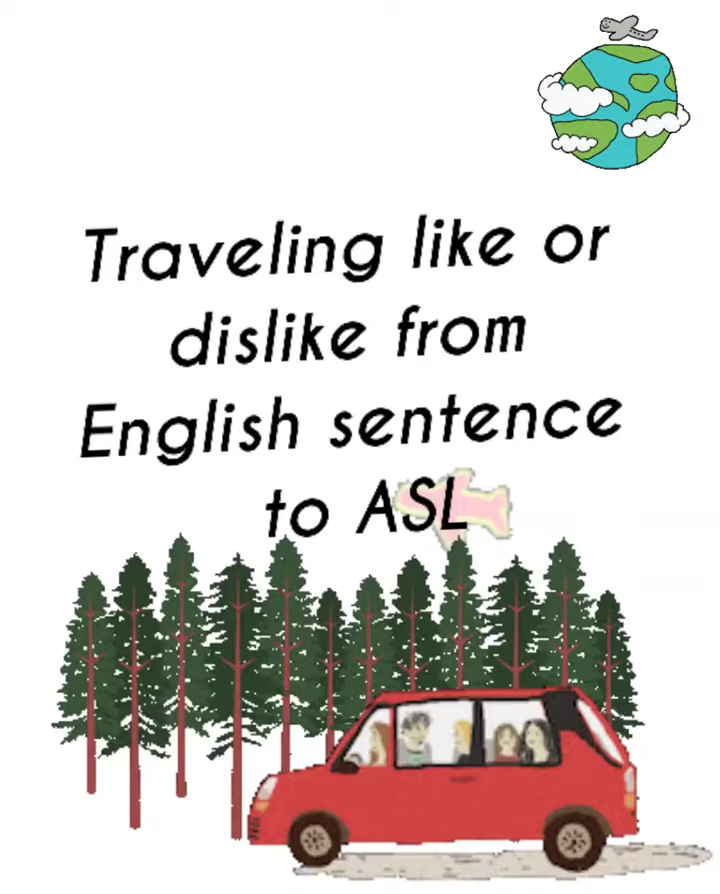 Traveling like or
dislike from
English sentence
to ASL